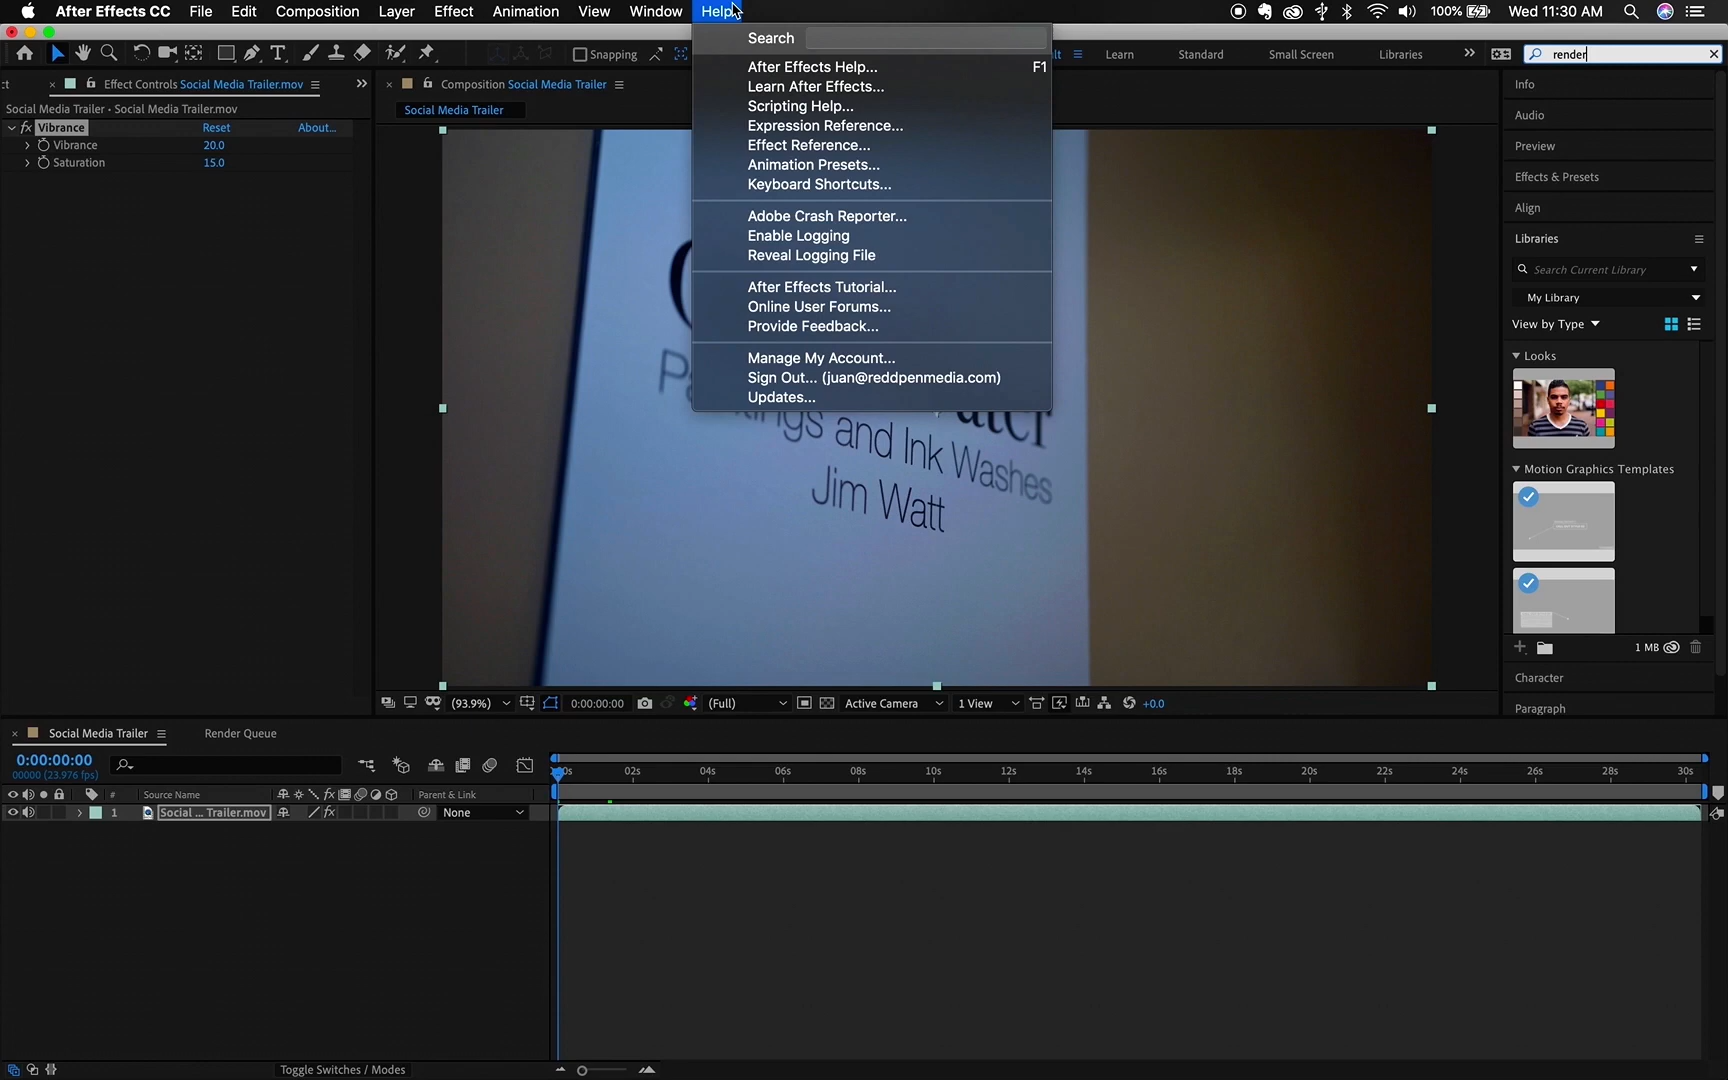 After Effects CC File Edit Composition Layer Effect Animation View Window Help 100% Wed 11:30 AM
Snapping Learn Standard Small Screen Libraries render
Effect Controls Social Media Trailer.mov
Social Media Trailer • Social Media Trailer.mov
fx Vibrance Reset About...
Vibrance 20.0
Saturation 15.0
Composition Social Media Trailer
Social Media Trailer
Search
After Effects Help... F1
Learn After Effects...
Scripting Help...
Expression Reference...
Effect Reference...
Animation Presets...
Keyboard Shortcuts...
Adobe Crash Reporter...
Enable Logging
Reveal Logging File
After Effects Tutorial...
Online User Forums...
Provide Feedback...
Manage My Account...
Sign Out... (juan@reddpenmedia.com)
Updates...
and Ink Washes
Jim Watt
(93.9%) 0:00:00:00 (Full) Active Camera 1 View +0.0
Info
Audio
Preview
Effects & Presets
Align
Libraries
Search Current Library
My Library
View by Type
Looks
Motion Graphics Templates
1 MB
Character
Paragraph
Social Media Trailer Render Queue
0:00:00:00
00000 (23.976 fps)
02s 04s 06s 08s 10s 12s 14s 16s 18s 20s 22s 24s 26s 28s 30s
# Source Name fx Parent & Link
1 Social ... Trailer.mov fx None
Toggle Switches / Modes